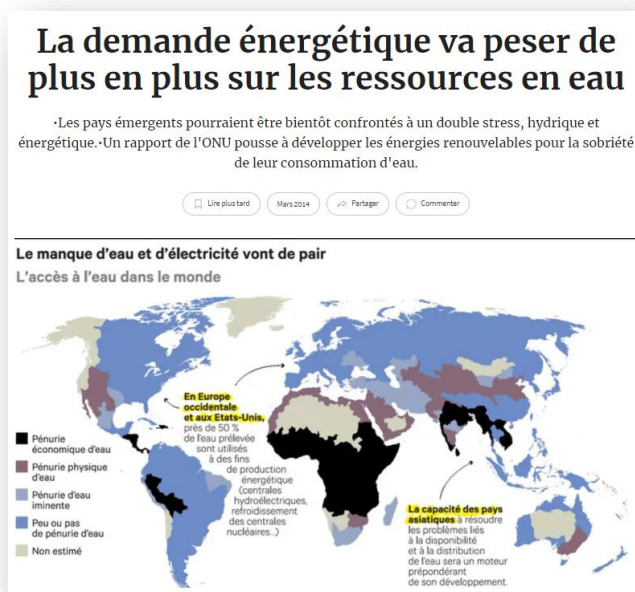 La demande énergétique va peser de
plus en plus sur les ressources en eau
•Les pays émergents pourraient être bientôt confrontés à un double stress, hydrique et
énergétique.•Un rapport de l'ONU pousse à développer les énergies renouvelables pour la sobriété
de leur consommation d'eau.
Lire plus tard
Mars 2014
Partager
Commenter
Le manque d'eau et d'électricité vont de pair
L'accès à l'eau dans le monde
En Europe
occidentale
et aux Etats-Unis,
près de 50 %
de l'eau prélevée
sont utilisés
à des fins
de production
énergétique
(centrales
hydroélectriques,
refroidissement
des centrales
nucléaires...)
Pénurie
économique d'eau
Pénurie physique
d'eau
Pénurie d'eau
iminente
Peu ou pas
de pénurie d'eau
Non estimé
La capacité des pays
asiatiques à résoudre
les problèmes liés
à la disponibilité
et à la distribution
de l'eau sera un moteur
prépondérant
de son développement.